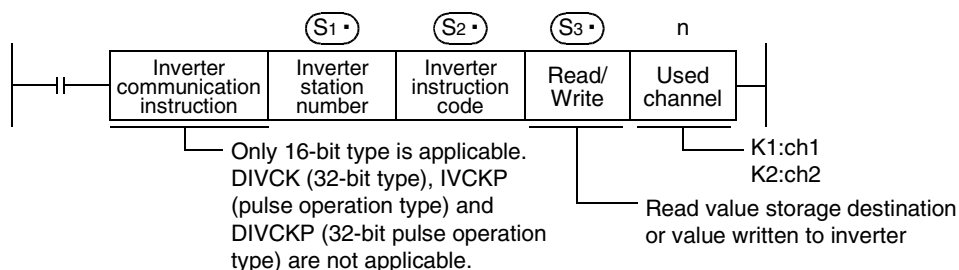 S1• S2• S3• n
Inverter communication instruction
Inverter station number
Inverter instruction code
Read/ Write
Used channel
Only 16-bit type is applicable.
DIVCK (32-bit type), IVCKP
(pulse operation type) and
DIVCKP (32-bit pulse operation
type) are not applicable.
K1:ch1
K2:ch2
Read value storage destination
or value written to inverter